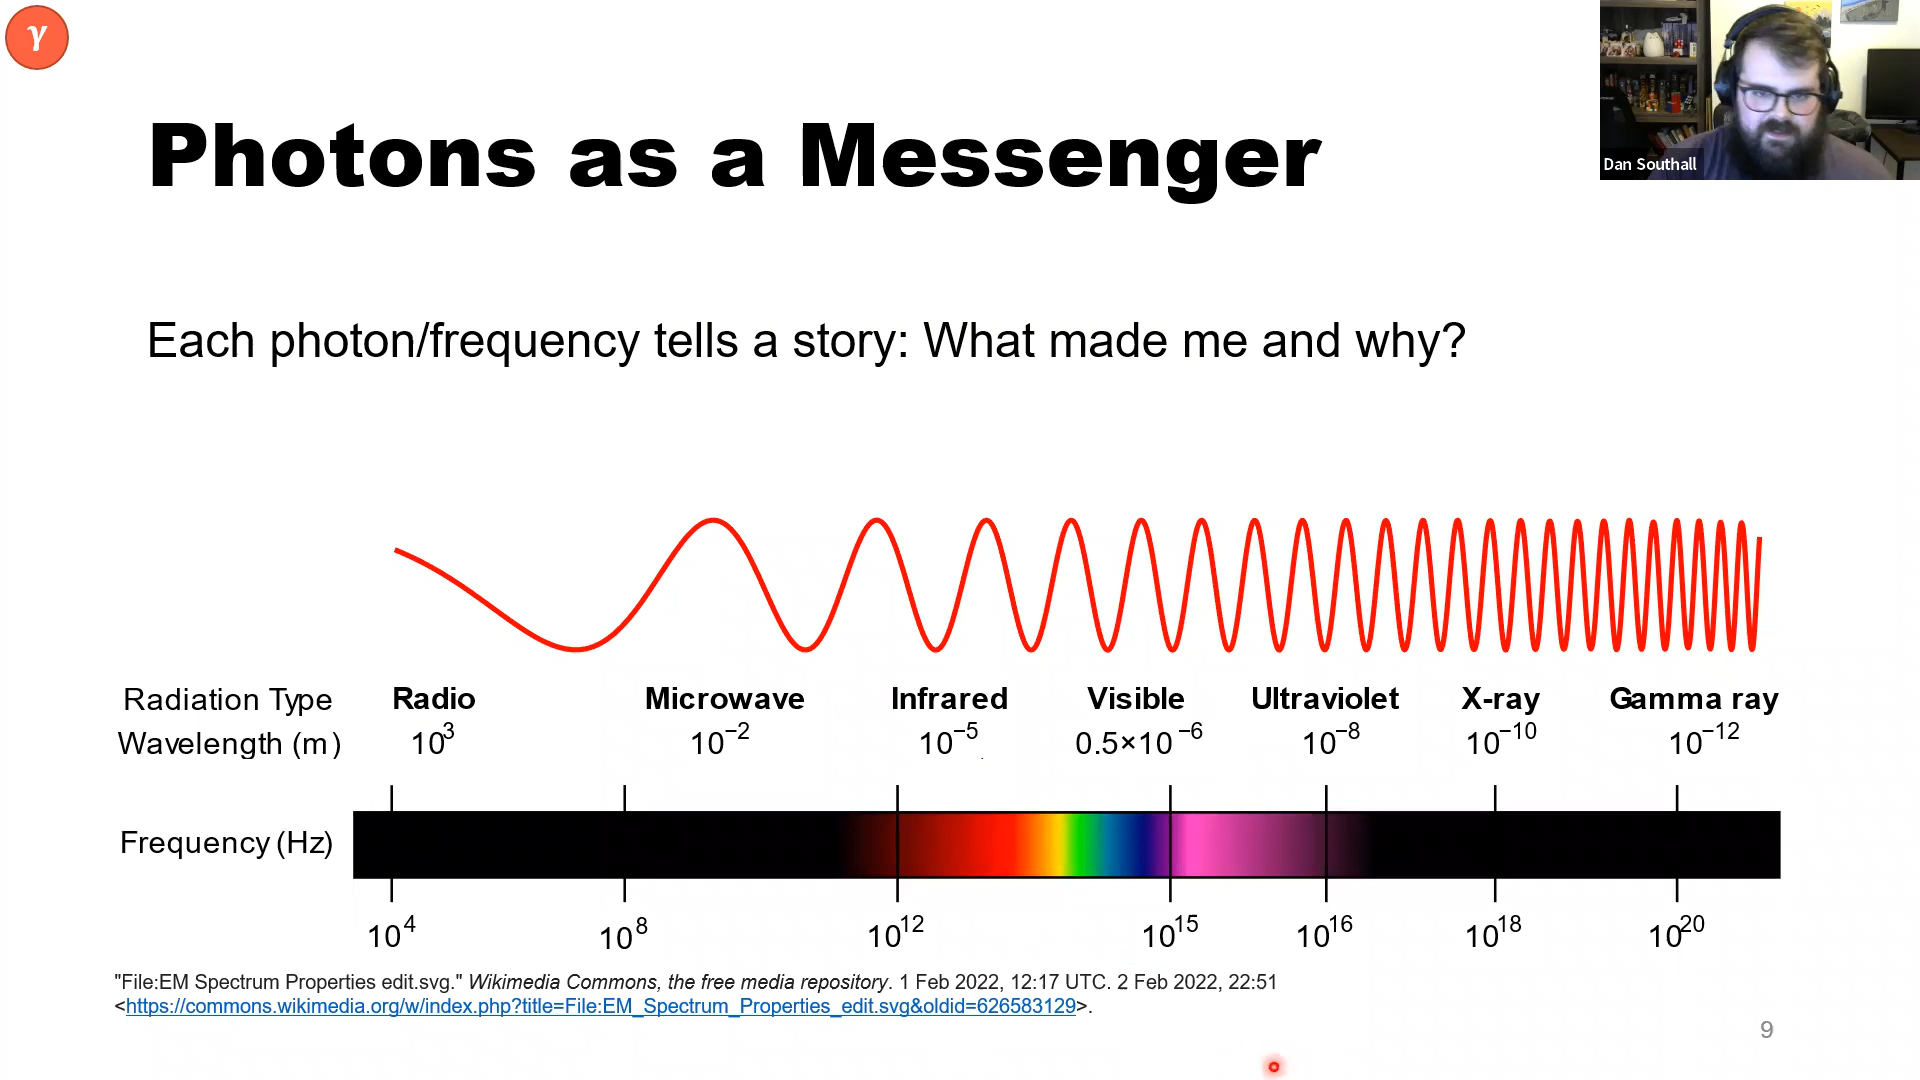 γ
Dan Southall
Photons as a Messenger
Each photon/frequency tells a story: What made me and why?
Radiation Type Radio Microwave Infrared Visible Ultraviolet X-ray Gamma ray
Wavelength (m) 10³ 10⁻² 10⁻⁵ 0.5×10⁻⁶ 10⁻⁸ 10⁻¹⁰ 10⁻¹²
Frequency (Hz)
10⁴ 10⁸ 10¹² 10¹⁵ 10¹⁶ 10¹⁸ 10²⁰
"File:EM Spectrum Properties edit.svg." Wikimedia Commons, the free media repository. 1 Feb 2022, 12:17 UTC. 2 Feb 2022, 22:51
<https://commons.wikimedia.org/w/index.php?title=File:EM_Spectrum_Properties_edit.svg&oldid=626583129>.
9